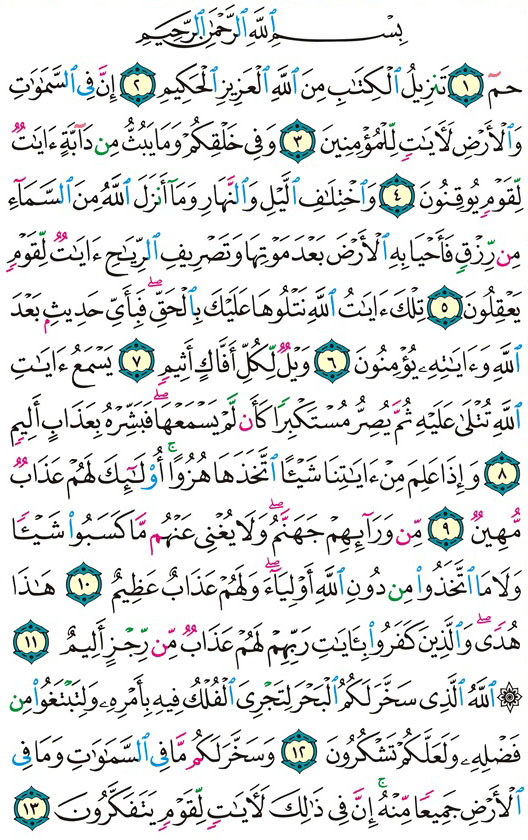 بِسْمِ ٱللَّهِ ٱلرَّحْمَٰنِ ٱلرَّحِيمِ
حمٓ ١ تَنزِيلُ ٱلْكِتَٰبِ مِنَ ٱللَّهِ ٱلْعَزِيزِ ٱلْحَكِيمِ ٢ إِنَّ فِى ٱلسَّمَٰوَٰتِ
وَٱلْأَرْضِ لَءَايَٰتٍ لِّلْمُؤْمِنِينَ ٣ وَفِى خَلْقِكُمْ وَمَا يَبُثُّ مِن دَآبَّةٍ ءَايَٰتٌ
لِّقَوْمٍ يُوقِنُونَ ٤ وَٱخْتِلَٰفِ ٱلَّيْلِ وَٱلنَّهَارِ وَمَآ أَنزَلَ ٱللَّهُ مِنَ ٱلسَّمَآءِ
مِن رِّزْقٍ فَأَحْيَا بِهِ ٱلْأَرْضَ بَعْدَ مَوْتِهَا وَتَصْرِيفِ ٱلرِّيَٰحِ ءَايَٰتٌ لِّقَوْمٍ
يَعْقِلُونَ ٥ تِلْكَ ءَايَٰتُ ٱللَّهِ نَتْلُوهَا عَلَيْكَ بِٱلْحَقِّ ۖ فَبِأَىِّ حَدِيثٍۭ بَعْدَ
ٱللَّهِ وَءَايَٰتِهِۦ يُؤْمِنُونَ ٦ وَيْلٌ لِّكُلِّ أَفَّاكٍ أَثِيمٍ ٧ يَسْمَعُ ءَايَٰتِ
ٱللَّهِ تُتْلَىٰ عَلَيْهِ ثُمَّ يُصِرُّ مُسْتَكْبِرًا كَأَن لَّمْ يَسْمَعْهَا ۖ فَبَشِّرْهُ بِعَذَابٍ أَلِيمٍ
٨ وَإِذَا عَلِمَ مِنْ ءَايَٰتِنَا شَيْـًٔا ٱتَّخَذَهَا هُزُوًا ۚ أُو۟لَٰٓئِكَ لَهُمْ عَذَابٌ
مُّهِينٌ ٩ مِّن وَرَآئِهِمْ جَهَنَّمُ ۖ وَلَا يُغْنِى عَنْهُم مَّا كَسَبُوا۟ شَيْـًٔا
وَلَا مَا ٱتَّخَذُوا۟ مِن دُونِ ٱللَّهِ أَوْلِيَآءَ ۖ وَلَهُمْ عَذَابٌ عَظِيمٌ ١٠ هَٰذَا
هُدًى ۖ وَٱلَّذِينَ كَفَرُوا۟ بِـَٔايَٰتِ رَبِّهِمْ لَهُمْ عَذَابٌ مِّن رِّجْزٍ أَلِيمٌ ١١
۞ ٱللَّهُ ٱلَّذِى سَخَّرَ لَكُمُ ٱلْبَحْرَ لِتَجْرِىَ ٱلْفُلْكُ فِيهِ بِأَمْرِهِۦ وَلِتَبْتَغُوا۟ مِن
فَضْلِهِۦ وَلَعَلَّكُمْ تَشْكُرُونَ ١٢ وَسَخَّرَ لَكُم مَّا فِى ٱلسَّمَٰوَٰتِ وَمَا فِى
ٱلْأَرْضِ جَمِيعًا مِّنْهُ ۚ إِنَّ فِى ذَٰلِكَ لَءَايَٰتٍ لِّقَوْمٍ يَتَفَكَّرُونَ ١٣